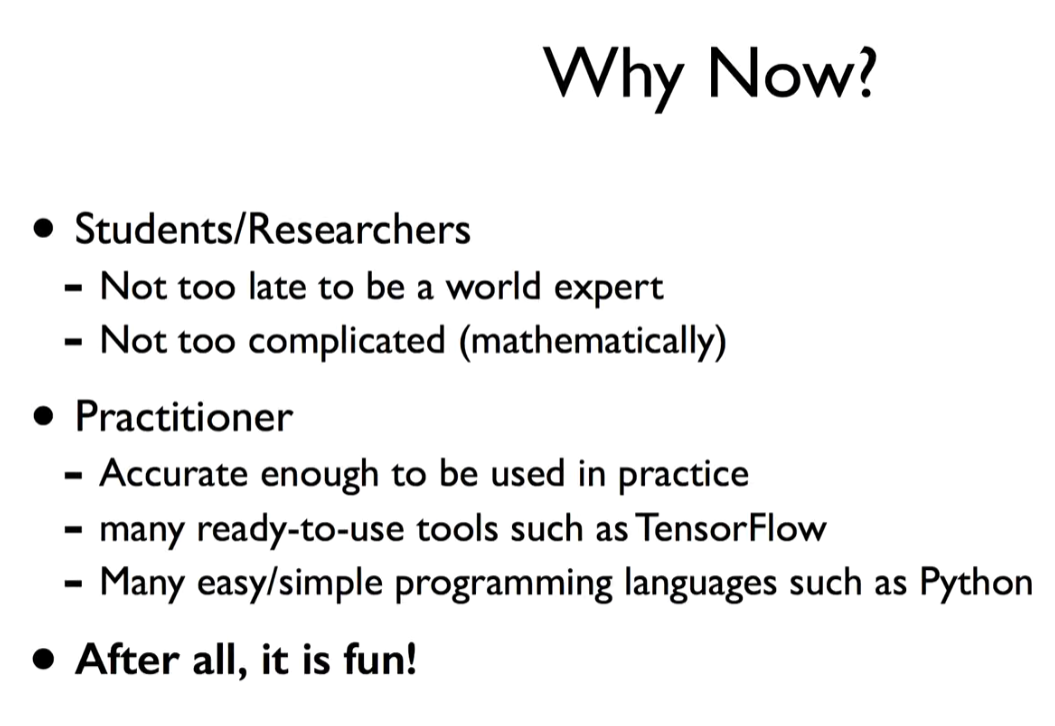 Why Now?
• Students/Researchers
- Not too late to be a world expert
- Not too complicated (mathematically)
• Practitioner
- Accurate enough to be used in practice
- many ready-to-use tools such as TensorFlow
- Many easy/simple programming languages such as Python
• After all, it is fun!